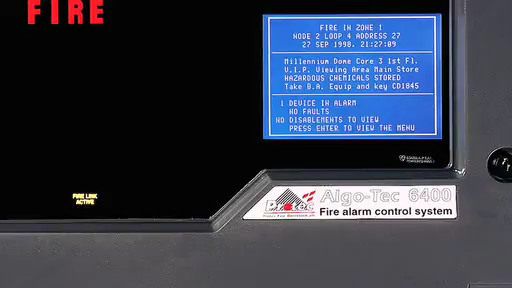 FIRE
FIRE IN ZONE 1
NODE 2 LOOP 4 ADDRESS 27
27 SEP 1998. 21:27:09
Millennium Dome Core 3 1st Fl.
V.I.P. Viewing Area Main Store
HAZARDOUS CHEMICALS STORED
Take B.A. Equip and key CD1845
1 DEVICE IN ALARM
NO FAULTS
NO DISABLEMENTS TO VIEW
PRESS ENTER TO VIEW THE MENU
FIRE LINK
ACTIVE
Protec
Algo-Tec 6400
Fire alarm control system